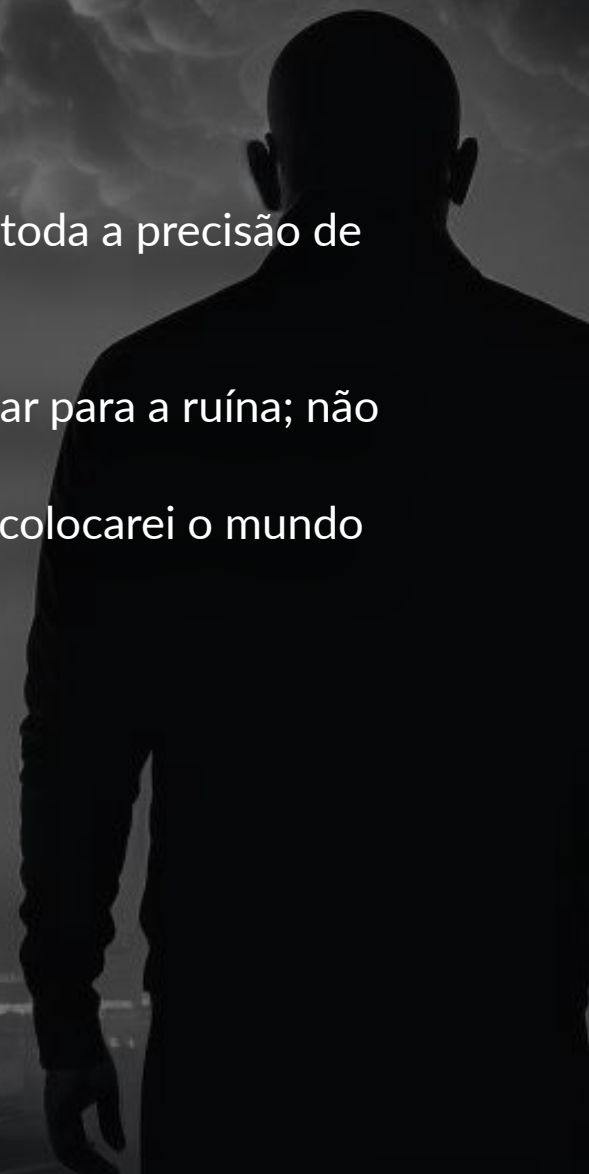 toda a precisão de
ar para a ruína; não
colocarei o mundo